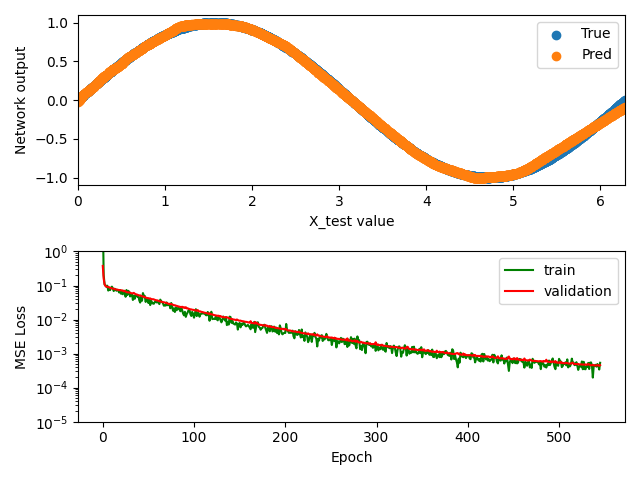 1.0
0.5
0.0
−0.5
−1.0
Network output
True
Pred
0 1 2 3 4 5 6
X_test value
10^0
10^−1
10^−2
10^−3
10^−4
10^−5
MSE Loss
train
validation
0 100 200 300 400 500
Epoch